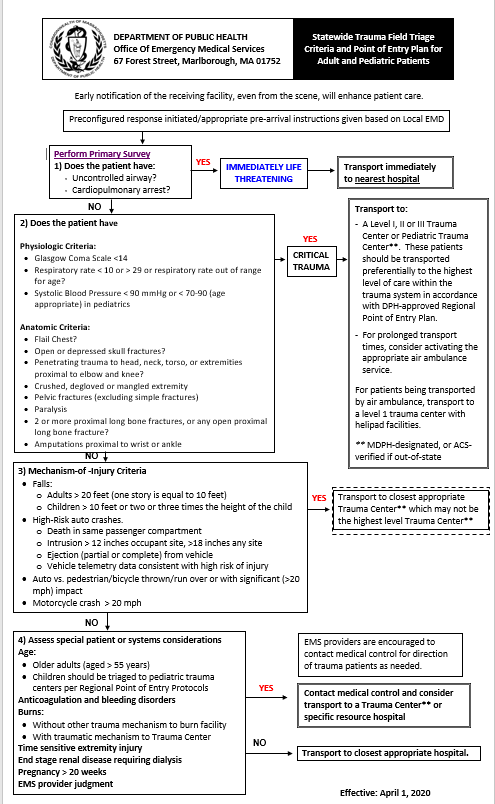 DEPARTMENT OF PUBLIC HEALTH
Office Of Emergency Medical Services
67 Forest Street, Marlborough, MA 01752
Statewide Trauma Field Triage
Criteria and Point of Entry Plan for
Adult and Pediatric Patients
Early notification of the receiving facility, even from the scene, will enhance patient care.
Preconfigured response initiated/appropriate pre-arrival instructions given based on Local EMD
Perform Primary Survey
1) Does the patient have:
- Uncontrolled airway?
- Cardiopulmonary arrest?
YES
IMMEDIATELY LIFE
THREATENING
Transport immediately
to nearest hospital
NO
2) Does the patient have
Physiologic Criteria:
• Glasgow Coma Scale <14
• Respiratory rate < 10 or > 29 or respiratory rate out of range
for age?
• Systolic Blood Pressure < 90 mmHg or < 70-90 (age
appropriate) in pediatrics
Anatomic Criteria:
• Flail Chest?
• Open or depressed skull fractures?
• Penetrating trauma to head, neck, torso, or extremities
proximal to elbow and knee?
• Crushed, degloved or mangled extremity
• Pelvic fractures (excluding simple fractures)
• Paralysis
• 2 or more proximal long bone fractures, or any open proximal
long bone fracture?
• Amputations proximal to wrist or ankle
YES
CRITICAL
TRAUMA
Transport to:
- A Level I, II or III Trauma
Center or Pediatric Trauma
Center**. These patients
should be transported
preferentially to the highest
level of care within the
trauma system in accordance
with DPH-approved Regional
Point of Entry Plan.
- For prolonged transport
times, consider activating the
appropriate air ambulance
service.
For patients being transported
by air ambulance, transport to
a level 1 trauma center with
helipad facilities.
** MDPH-designated, or ACS-
verified if out-of-state
NO
3) Mechanism-of -Injury Criteria
• Falls:
o Adults > 20 feet (one story is equal to 10 feet)
o Children > 10 feet or two or three times the height of the child
• High-Risk auto crashes.
o Death in same passenger compartment
o Intrusion > 12 inches occupant site, >18 inches any site
o Ejection (partial or complete) from vehicle
o Vehicle telemetry data consistent with high risk of injury
• Auto vs. pedestrian/bicycle thrown/run over or with significant (>20
mph) impact
• Motorcycle crash > 20 mph
YES
Transport to closest appropriate
Trauma Center** which may not be
the highest level Trauma Center**
NO
4) Assess special patient or systems considerations
Age:
• Older adults (aged > 55 years)
• Children should be triaged to pediatric trauma
centers per Regional Point of Entry Protocols
Anticoagulation and bleeding disorders
Burns:
• Without other trauma mechanism to burn facility
• With traumatic mechanism to Trauma Center
Time sensitive extremity injury
End stage renal disease requiring dialysis
Pregnancy > 20 weeks
EMS provider judgment
EMS providers are encouraged to
contact medical control for direction
of trauma patients as needed.
YES
Contact medical control and consider
transport to a Trauma Center** or
specific resource hospital
NO
Transport to closest appropriate hospital.
Effective: April 1, 2020